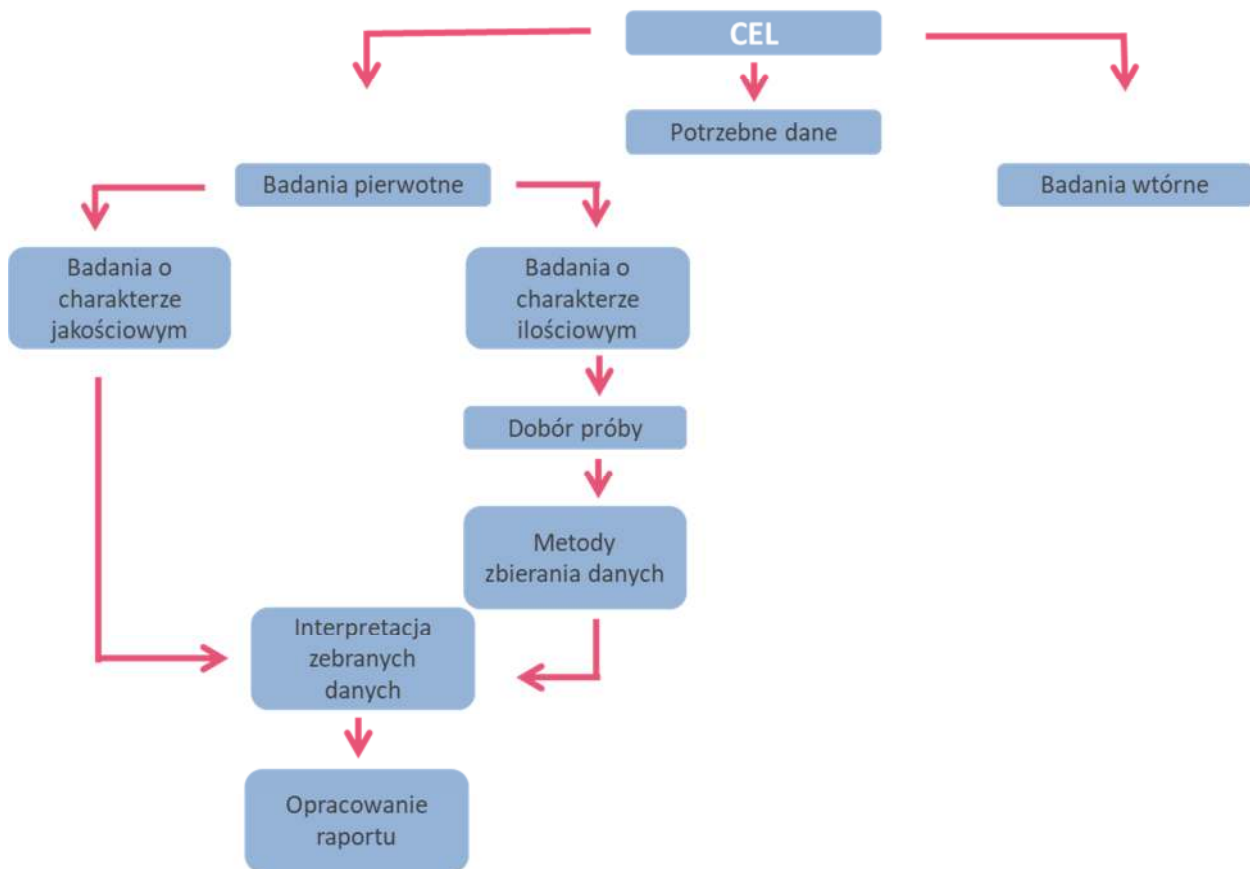 CEL
Potrzebne dane
Badania pierwotne
Badania wtórne
Badania o
charakterze
jakościowym
Badania o
charakterze
ilościowym
Dobór próby
Metody
zbierania danych
Interpretacja
zebranych
danych
Opracowanie
raportu